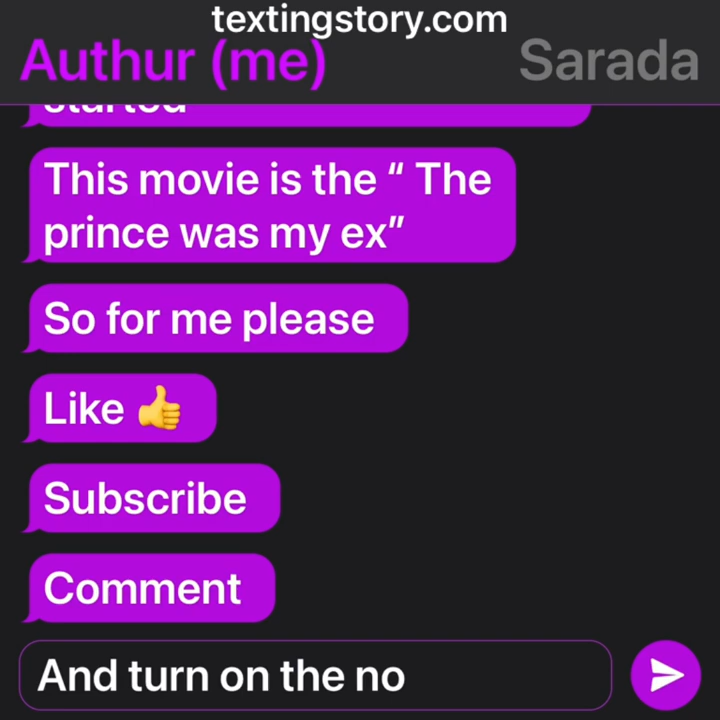 textingstory.com
Authur (me) Sarada
started
This movie is the “ The
prince was my ex”
So for me please
Like 👍
Subscribe
Comment
And turn on the no